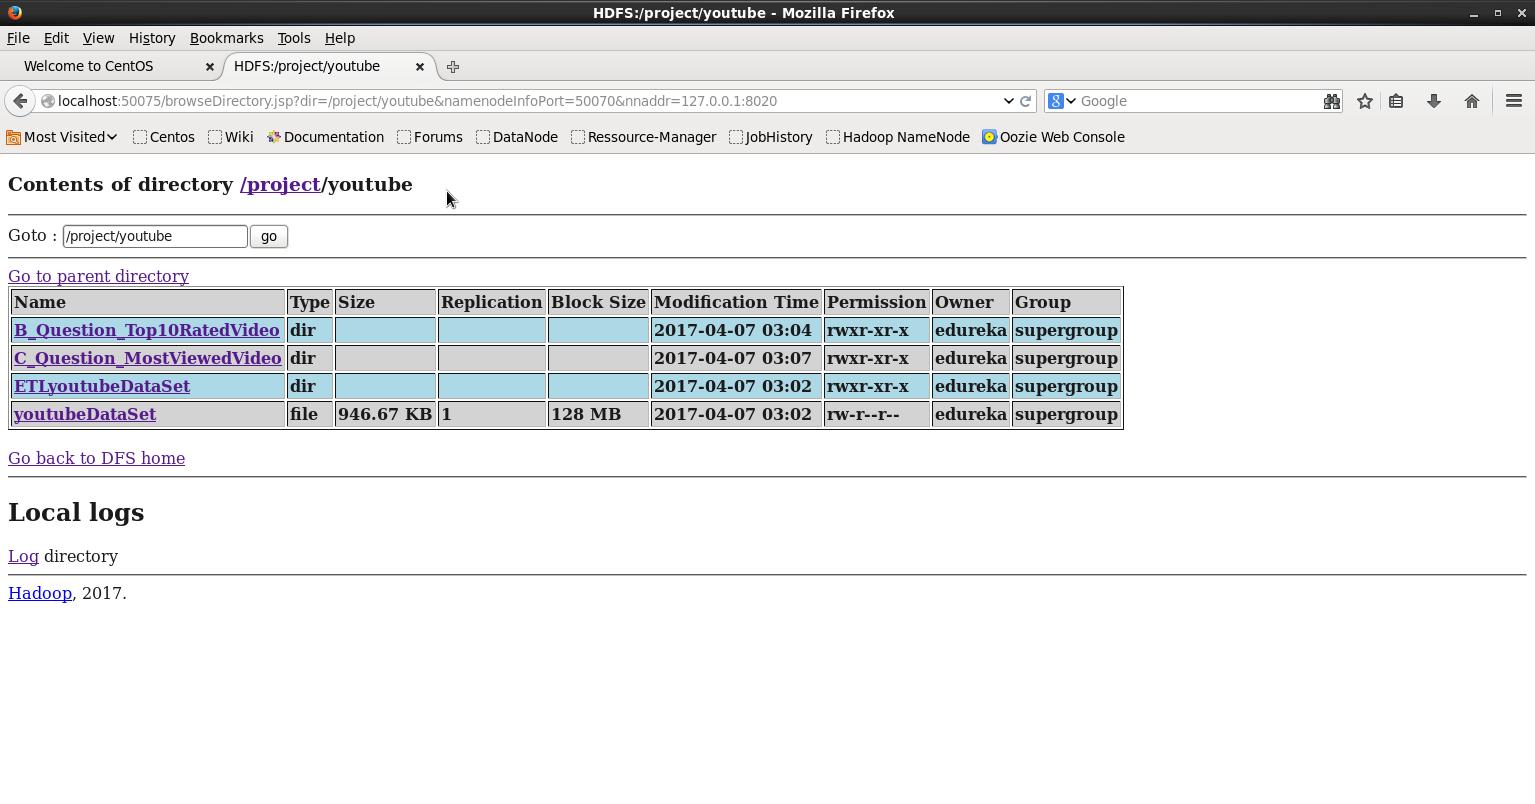 HDFS:/project/youtube - Mozilla Firefox
File Edit View History Bookmarks Tools Help
Welcome to CentOS HDFS:/project/youtube
localhost:50075/browseDirectory.jsp?dir=/project/youtube&namenodeInfoPort=50070&nnaddr=127.0.0.1:8020 8 Google
Most Visited Centos Wiki Documentation Forums DataNode Ressource-Manager JobHistory Hadoop NameNode Oozie Web Console
Contents of directory /project/youtube
Goto : /project/youtube go
Go to parent directory
Name Type Size Replication Block Size Modification Time Permission Owner Group
B_Question_Top10RatedVideo dir 2017-04-07 03:04 rwxr-xr-x edureka supergroup
C_Question_MostViewedVideo dir 2017-04-07 03:07 rwxr-xr-x edureka supergroup
ETLyoutubeDataSet dir 2017-04-07 03:02 rwxr-xr-x edureka supergroup
youtubeDataSet file 946.67 KB 1 128 MB 2017-04-07 03:02 rw-r--r-- edureka supergroup
Go back to DFS home
Local logs
Log directory
Hadoop, 2017.